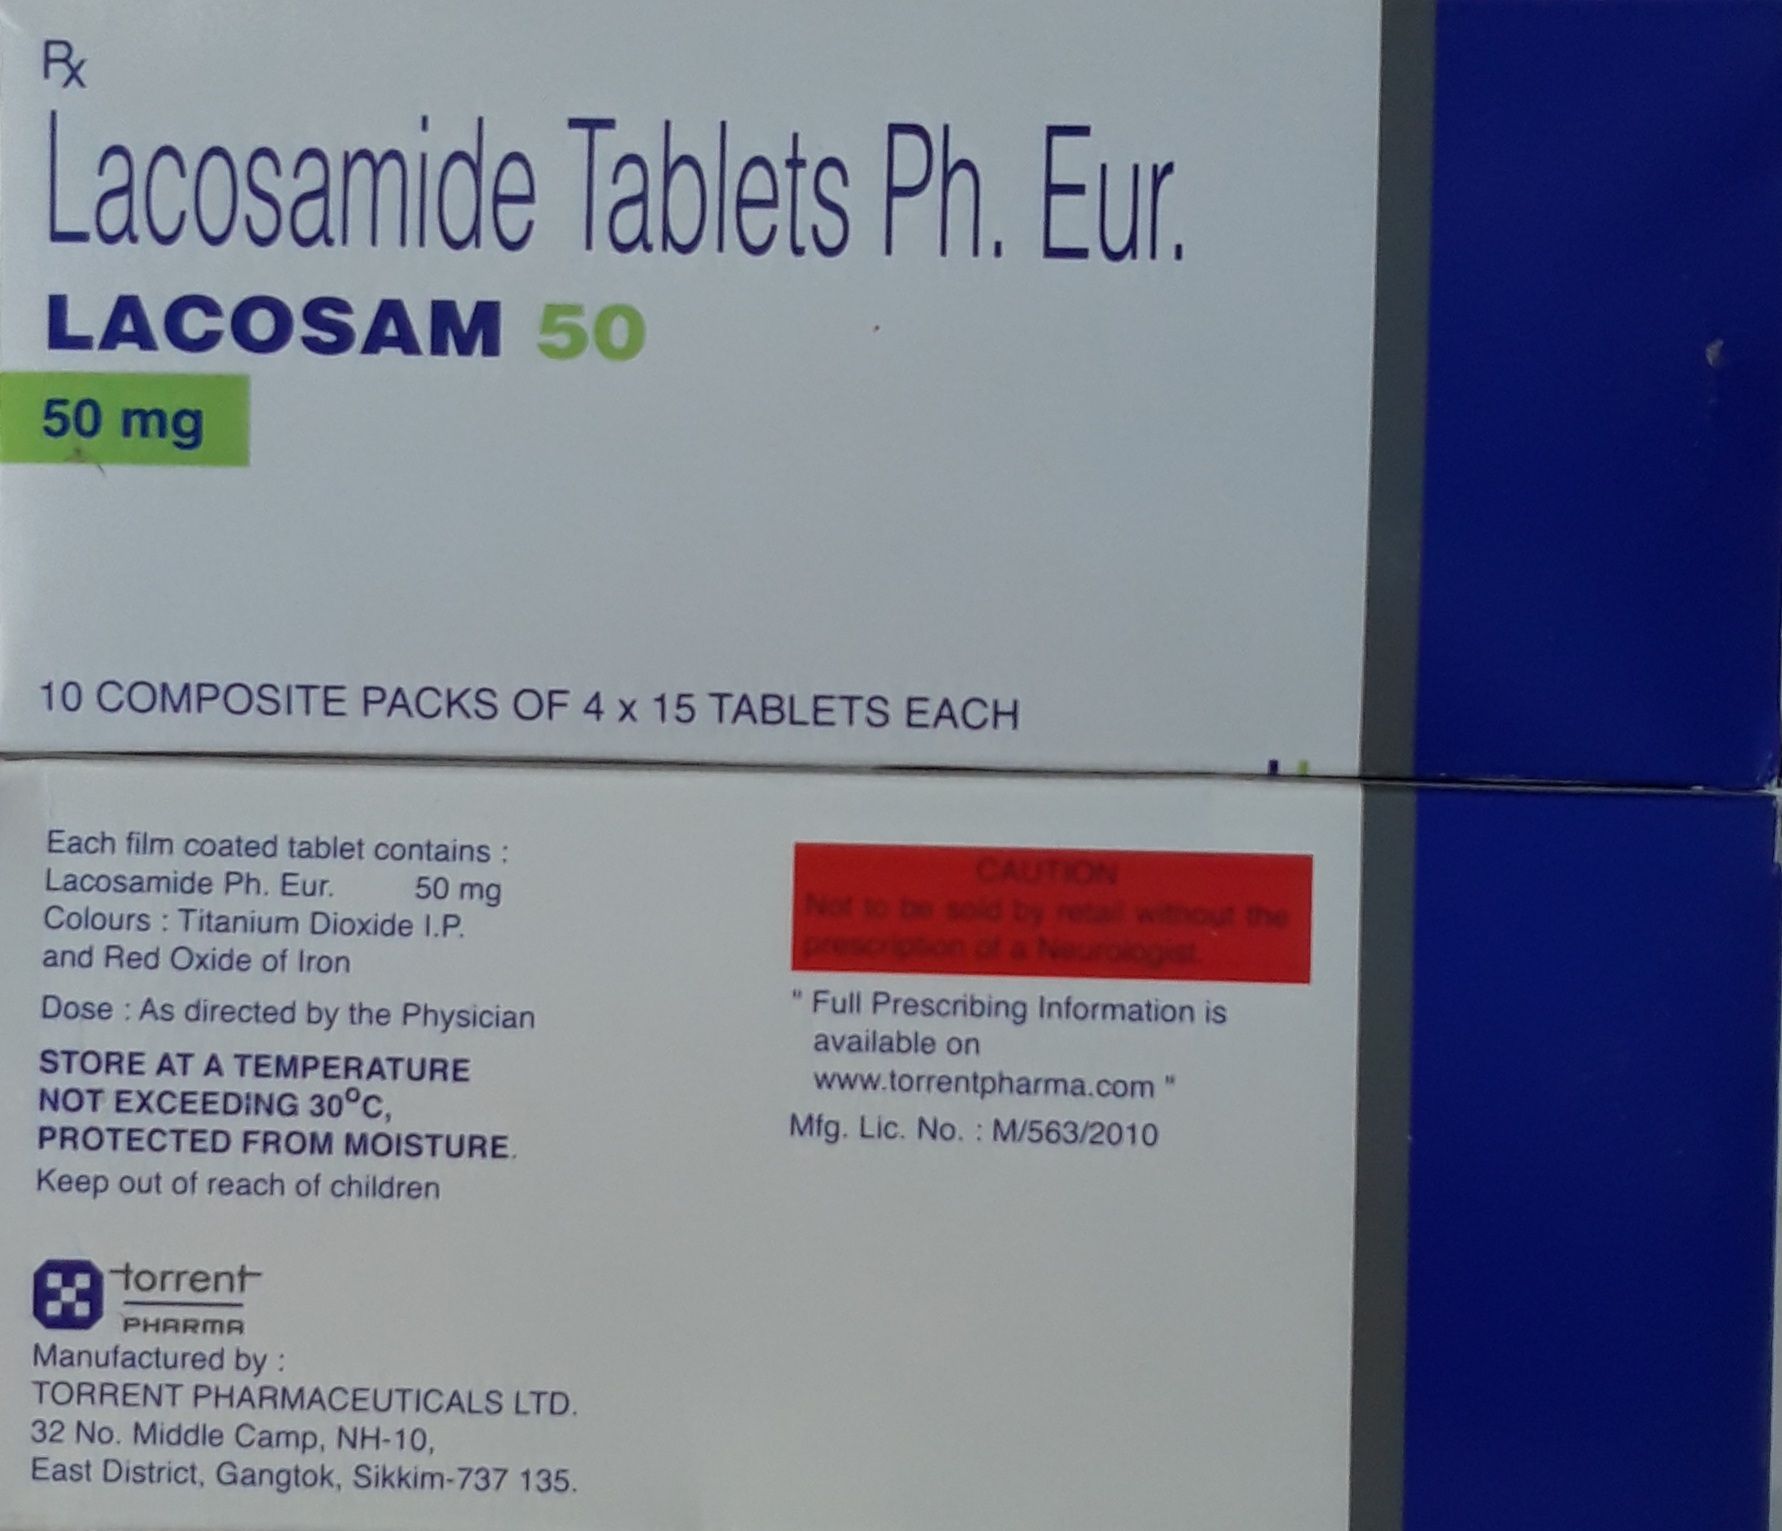 Rx
Lacosamide Tablets Ph. Eur.
LACOSAM 50
50 mg
10 COMPOSITE PACKS OF 4 x 15 TABLETS EACH
Each film coated tablet contains :
Lacosamide Ph. Eur. 50 mg
Colours : Titanium Dioxide I.P.
and Red Oxide of Iron
Dose : As directed by the Physician
STORE AT A TEMPERATURE
NOT EXCEEDING 30°C,
PROTECTED FROM MOISTURE.
Keep out of reach of children
torrent
PHARMA
Manufactured by :
TORRENT PHARMACEUTICALS LTD.
32 No. Middle Camp, NH-10,
East District, Gangtok, Sikkim-737 135.
CAUTION
Not to be sold by retail without the
prescription of a Neurologist.
" Full Prescribing Information is
available on
www.torrentpharma.com "
Mfg. Lic. No. : M/563/2010